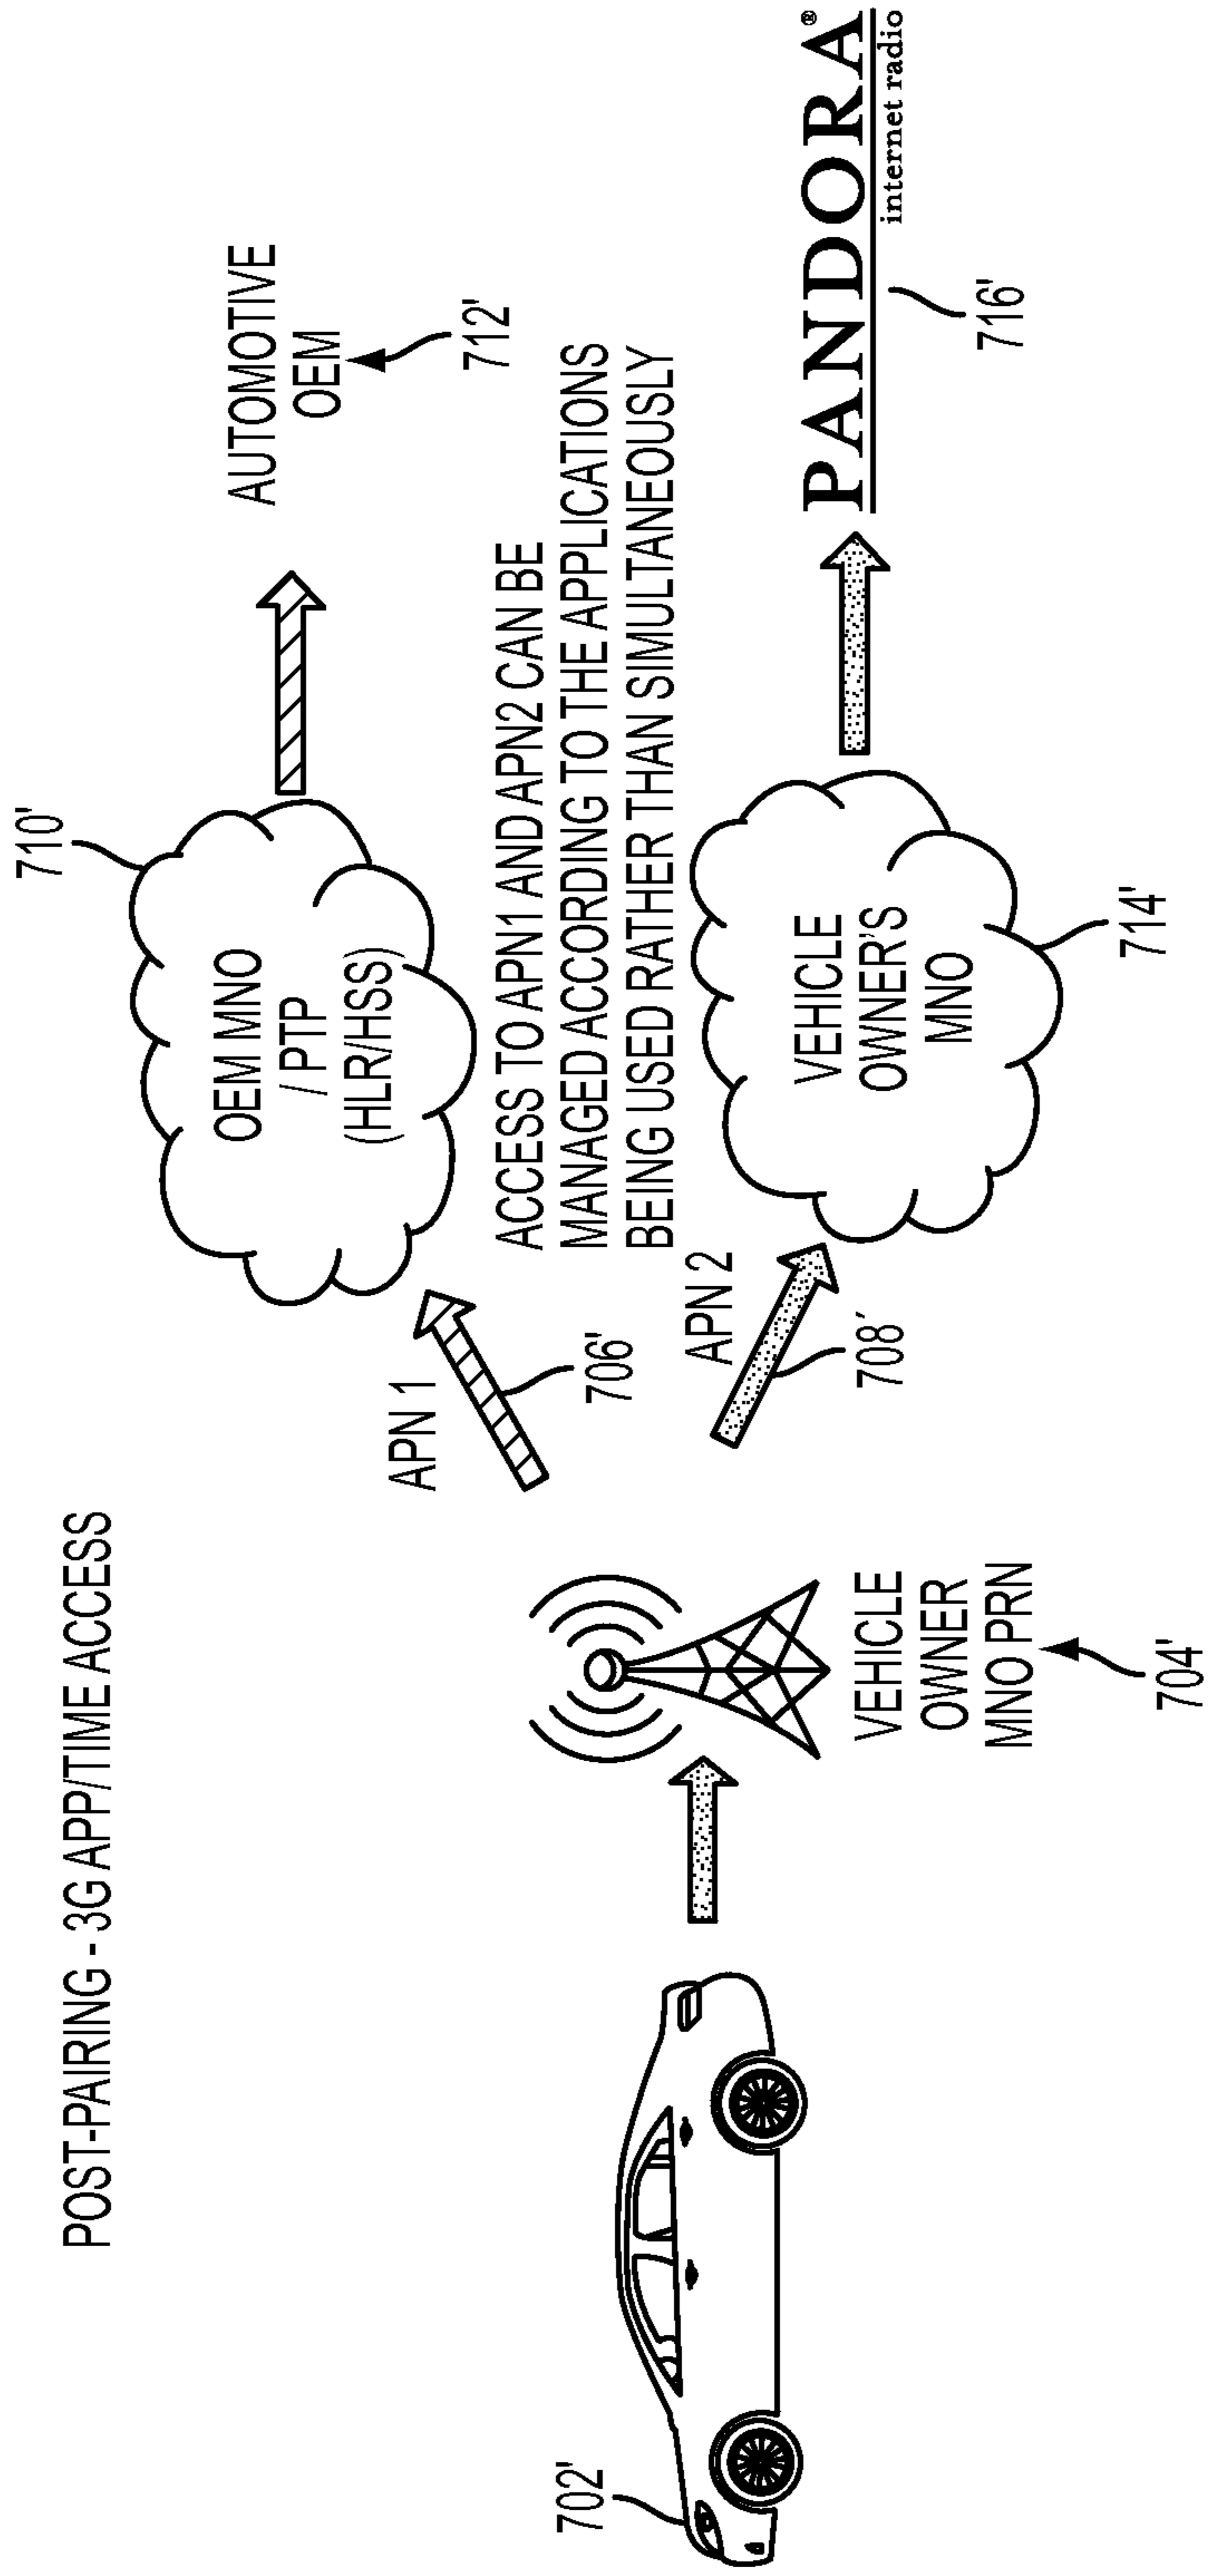 POST-PAIRING - 3G APP/TIME ACCESS
702'
VEHICLE
OWNER
MNO PRN
704'
APN 1
706'
APN 2
708'
710'
OEM MNO
/ PTP
(HLR/HSS)
AUTOMOTIVE
OEM
712'
ACCESS TO APN1 AND APN2 CAN BE
MANAGED ACCORDING TO THE APPLICATIONS
BEING USED RATHER THAN SIMULTANEOUSLY
VEHICLE
OWNER'S
MNO
714'
PANDORA®
internet radio
716'